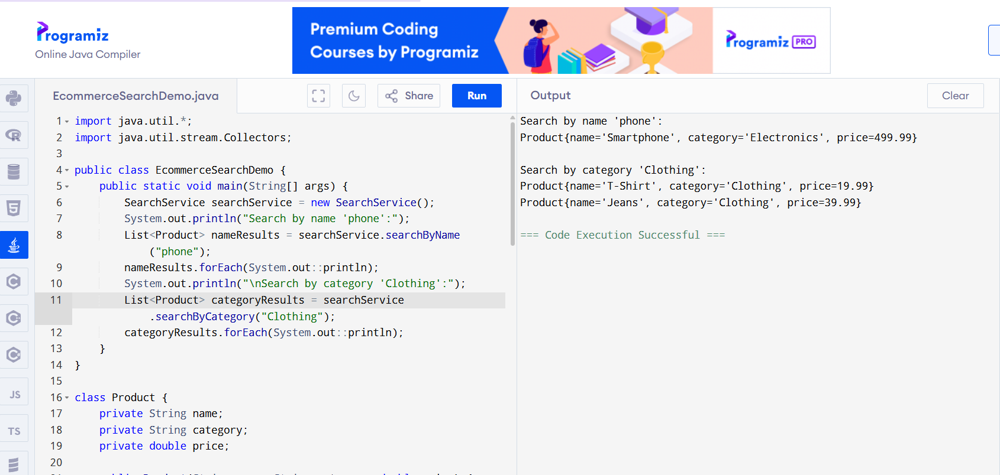 Programiz
Online Java Compiler
Premium Coding
Courses by Programiz
Programiz PRO
EcommerceSearchDemo.java
Share
Run
Output
Clear
1 import java.util.*;
2 import java.util.stream.Collectors;
3
4 public class EcommerceSearchDemo {
5 public static void main(String[] args) {
6 SearchService searchService = new SearchService();
7 System.out.println("Search by name 'phone':");
8 List<Product> nameResults = searchService.searchByName
("phone");
9 nameResults.forEach(System.out::println);
10 System.out.println("\nSearch by category 'Clothing':");
11 List<Product> categoryResults = searchService
.searchByCategory("Clothing");
12 categoryResults.forEach(System.out::println);
13 }
14 }
15
16 class Product {
17 private String name;
18 private String category;
19 private double price;
20
Search by name 'phone':
Product{name='Smartphone', category='Electronics', price=499.99}
Search by category 'Clothing':
Product{name='T-Shirt', category='Clothing', price=19.99}
Product{name='Jeans', category='Clothing', price=39.99}
=== Code Execution Successful ===
JS
TS